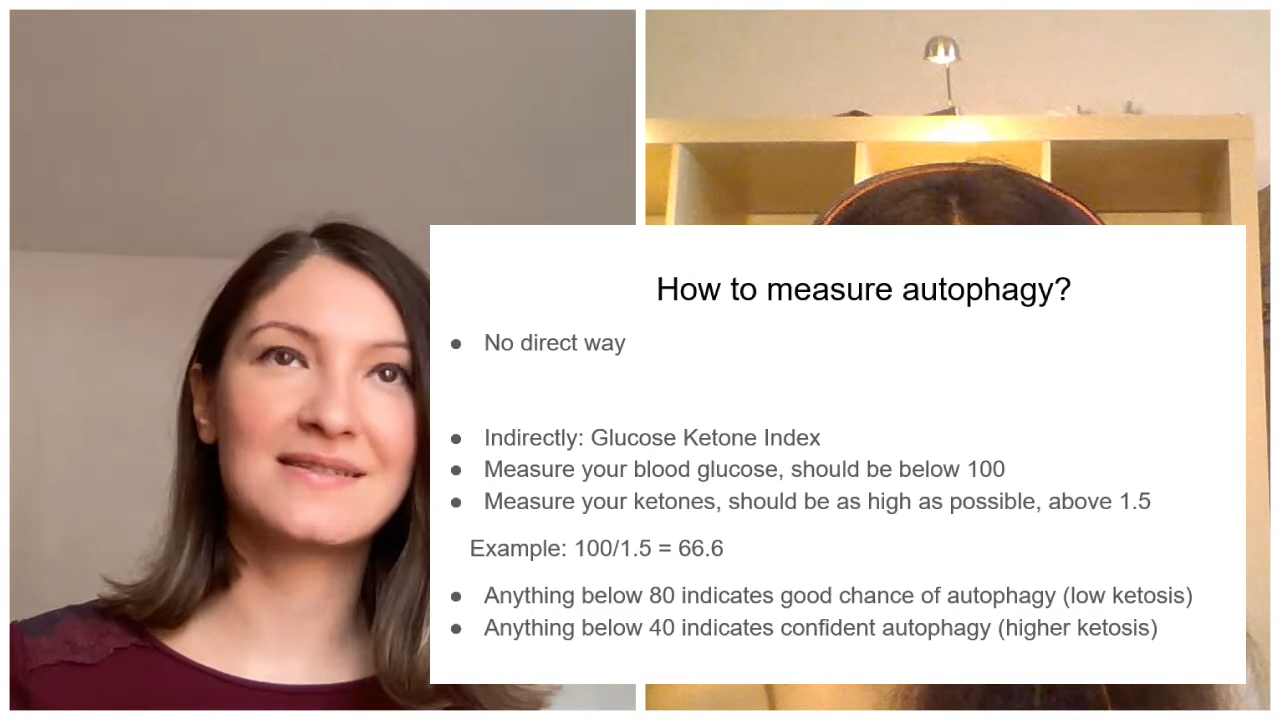 How to measure autophagy?
● No direct way
● Indirectly: Glucose Ketone Index
● Measure your blood glucose, should be below 100
● Measure your ketones, should be as high as possible, above 1.5
Example: 100/1.5 = 66.6
● Anything below 80 indicates good chance of autophagy (low ketosis)
● Anything below 40 indicates confident autophagy (higher ketosis)